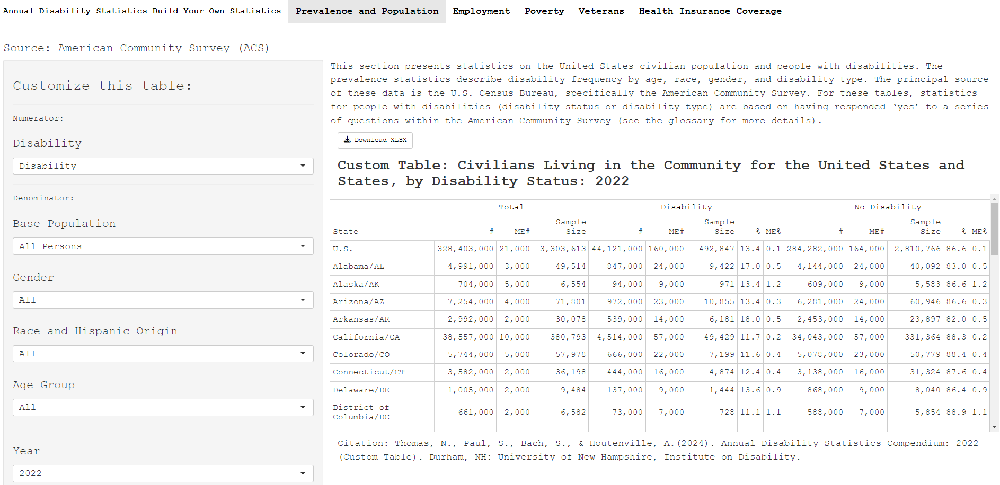 Annual Disability Statistics Build Your Own Statistics Prevalence and Population Employment Poverty Veterans Health Insurance Coverage
Source: American Community Survey (ACS)
Customize this table:
Numerator:
Disability
Disability
Denominator:
Base Population
All Persons
Gender
All
Race and Hispanic Origin
All
Age Group
All
Year
2022
This section presents statistics on the United States civilian population and people with disabilities. The
prevalence statistics describe disability frequency by age, race, gender, and disability type. The principal source
of these data is the U.S. Census Bureau, specifically the American Community Survey. For these tables, statistics
for people with disabilities (disability status or disability type) are based on having responded ‘yes’ to a series
of questions within the American Community Survey (see the glossary for more details).
Download XLSX
Custom Table: Civilians Living in the Community for the United States and
States, by Disability Status: 2022
Total Disability No Disability
State # ME# Sample Size # ME# Sample Size % ME% # ME# Sample Size % ME%
U.S. 328,403,000 21,000 3,303,613 44,121,000 160,000 492,847 13.4 0.1 284,282,000 164,000 2,810,766 86.6 0.1
Alabama/AL 4,991,000 3,000 49,514 847,000 24,000 9,422 17.0 0.5 4,144,000 24,000 40,092 83.0 0.5
Alaska/AK 704,000 5,000 6,554 94,000 9,000 971 13.4 1.2 609,000 9,000 5,583 86.6 1.2
Arizona/AZ 7,254,000 4,000 71,801 972,000 23,000 10,855 13.4 0.3 6,281,000 24,000 60,946 86.6 0.3
Arkansas/AR 2,992,000 2,000 30,078 539,000 14,000 6,181 18.0 0.5 2,453,000 14,000 23,897 82.0 0.5
California/CA 38,557,000 10,000 380,793 4,514,000 57,000 49,429 11.7 0.2 34,043,000 57,000 331,364 88.3 0.2
Colorado/CO 5,744,000 5,000 57,978 666,000 22,000 7,199 11.6 0.4 5,078,000 23,000 50,779 88.4 0.4
Connecticut/CT 3,582,000 2,000 36,198 444,000 16,000 4,874 12.4 0.4 3,138,000 16,000 31,324 87.6 0.4
Delaware/DE 1,005,000 2,000 9,484 137,000 9,000 1,444 13.6 0.9 868,000 9,000 8,040 86.4 0.9
District of Columbia/DC 661,000 2,000 6,582 73,000 7,000 728 11.1 1.1 588,000 7,000 5,854 88.9 1.1
Citation: Thomas, N., Paul, S., Bach, S., & Houtenville, A.(2024). Annual Disability Statistics Compendium: 2022
(Custom Table). Durham, NH: University of New Hampshire, Institute on Disability.